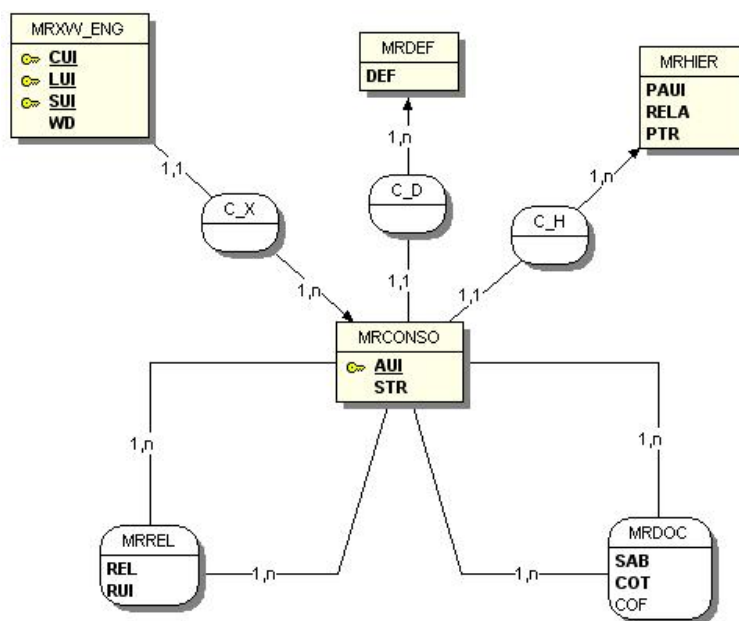 MRXW_ENG
CUI
LUI
SUI
WD
MRDEF
DEF
MRHIER
PAUI
RELA
PTR
1,1
1,n
1,n
C_X
C_D
C_H
1,n
1,1
1,1
MRCONSO
AUI
STR
1,n
1,n
MRREL
REL
RUI
1,n
1,n
MRDOC
SAB
COT
COF